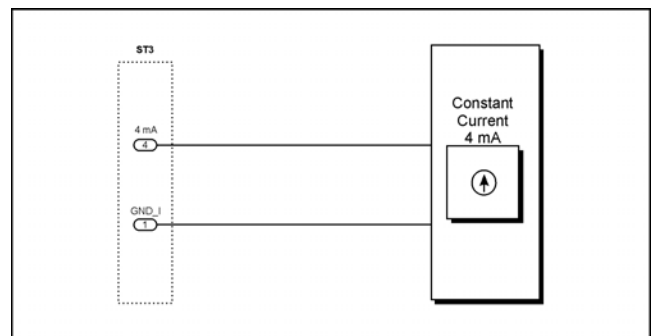 ST3
Constant
Current
4 mA
4 mA
4
GND_I
1